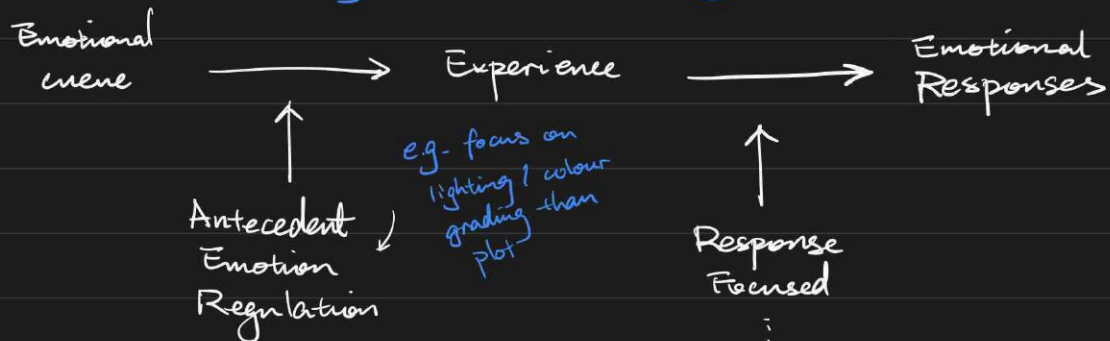 Emotional
cuene
Experience
Emotional
Responses
e.g. focus on
lighting / colour
grading than
plot
Antecedent
Emotion
Regulation
Response
Focused